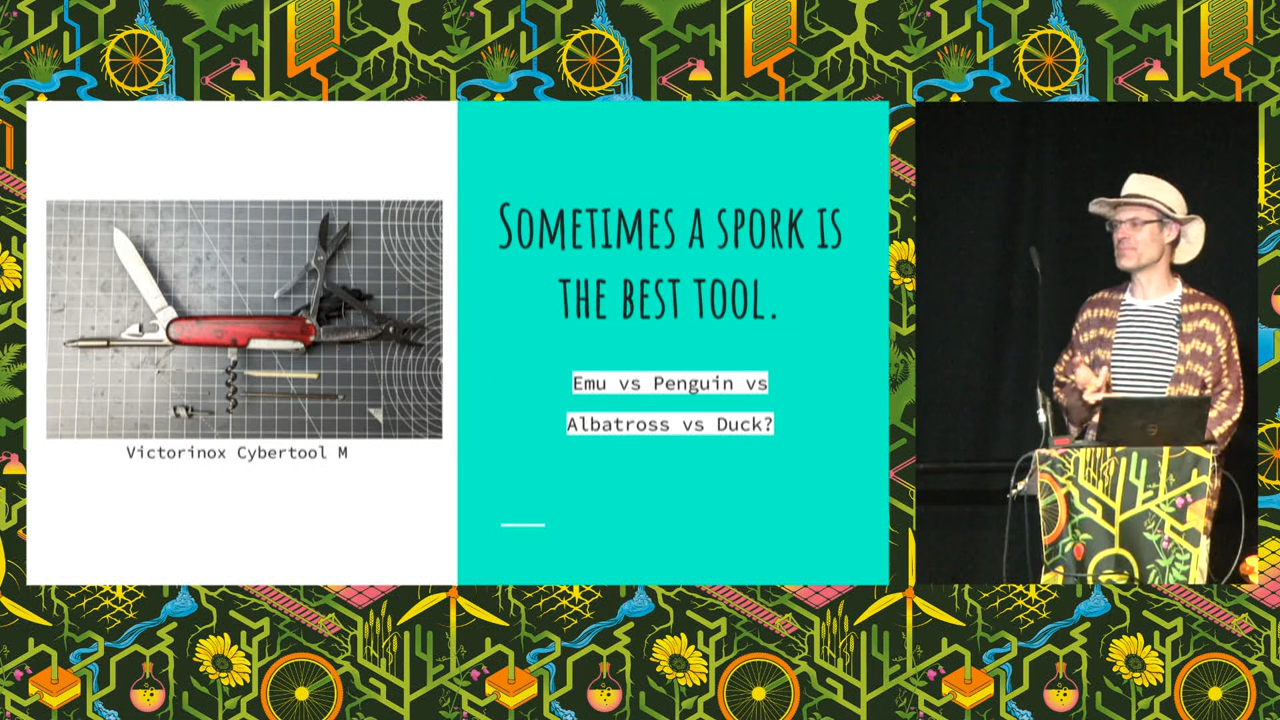 Victorinox Cybertool M
SOMETIMES A SPORK IS
THE BEST TOOL.
Emu vs Penguin vs
Albatross vs Duck?